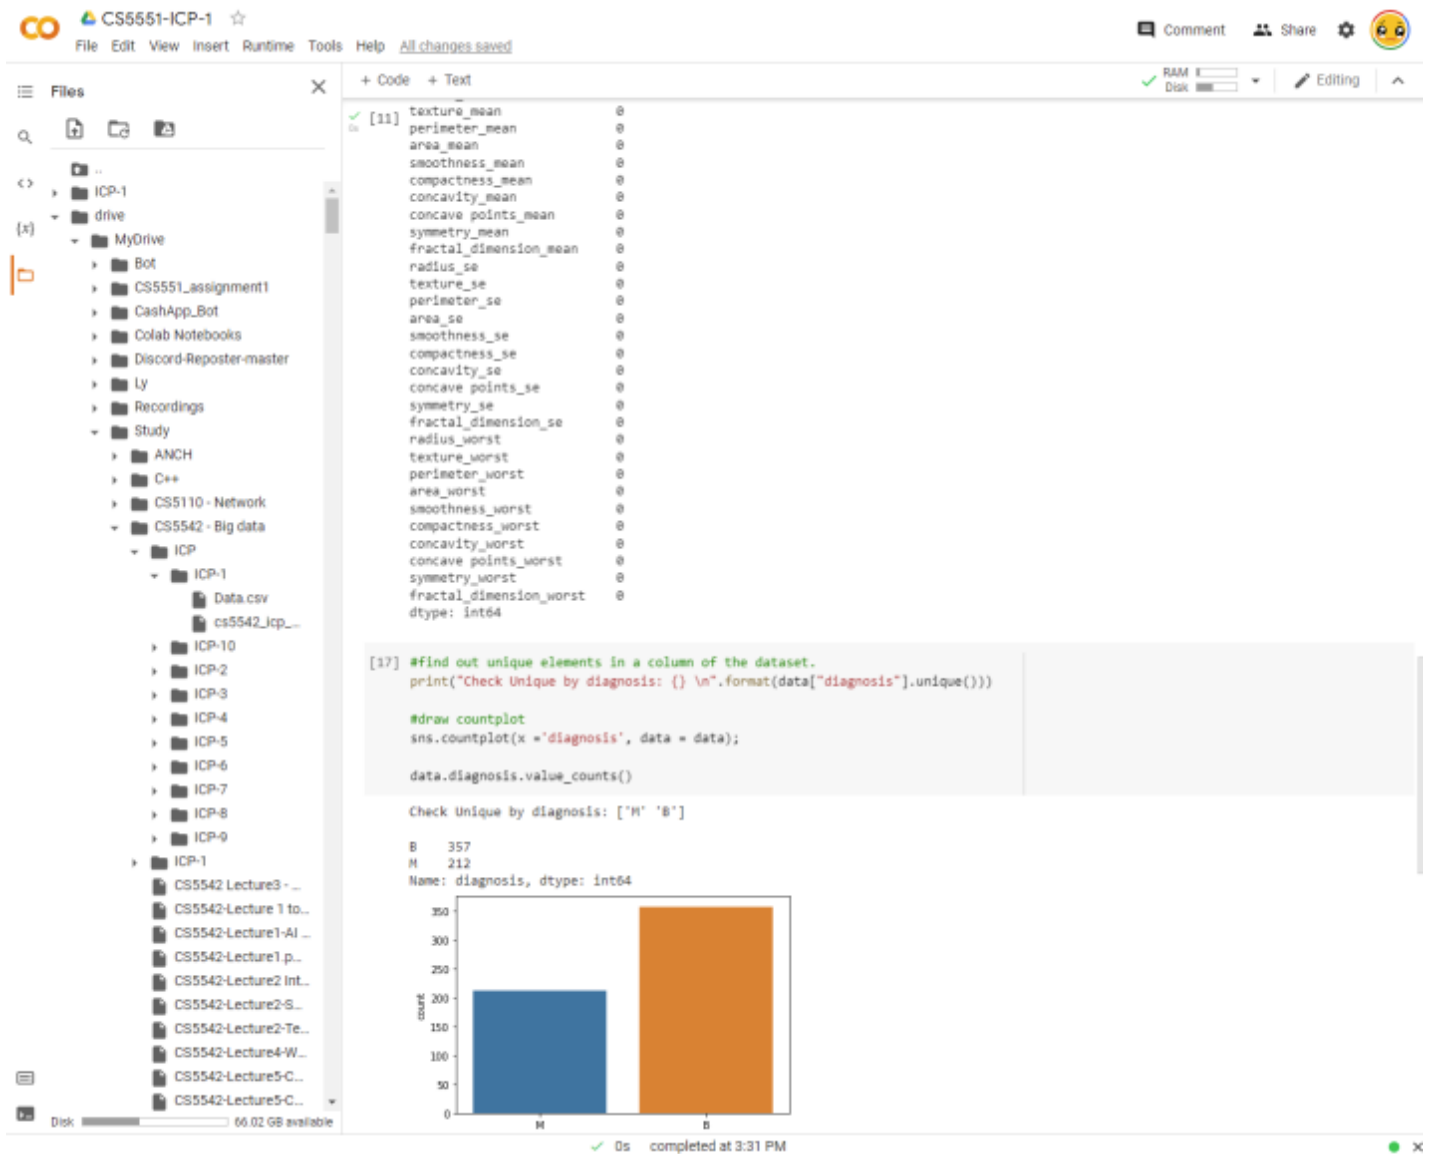 CS5551-ICP-1
File Edit View Insert Runtime Tools Help All changes saved
Comment Share
Files
+ Code + Text
RAM
Disk
Editing
..
ICP-1
drive
MyDrive
Bot
CS5551_assignment1
CashApp_Bot
Colab Notebooks
Discord-Reposter-master
Ly
Recordings
Study
ANCH
C++
CS5110 - Network
CS5542 - Big data
ICP
ICP-1
Data.csv
cs5542_icp_...
ICP-10
ICP-2
ICP-3
ICP-4
ICP-5
ICP-6
ICP-7
ICP-8
ICP-9
ICP-1
CS5542 Lecture3 - ...
CS5542-Lecture 1 to...
CS5542-Lecture1-AI ...
CS5542-Lecture1.p...
CS5542-Lecture2 Int...
CS5542-Lecture2-S...
CS5542-Lecture2-Te...
CS5542-Lecture4-W...
CS5542-Lecture5-C...
CS5542-Lecture5-C...
Disk 66.02 GB available
[11] texture_mean 0
0s perimeter_mean 0
area_mean 0
smoothness_mean 0
compactness_mean 0
concavity_mean 0
concave points_mean 0
symmetry_mean 0
fractal_dimension_mean 0
radius_se 0
texture_se 0
perimeter_se 0
area_se 0
smoothness_se 0
compactness_se 0
concavity_se 0
concave points_se 0
symmetry_se 0
fractal_dimension_se 0
radius_worst 0
texture_worst 0
perimeter_worst 0
area_worst 0
smoothness_worst 0
compactness_worst 0
concavity_worst 0
concave points_worst 0
symmetry_worst 0
fractal_dimension_worst 0
dtype: int64
[17] #find out unique elements in a column of the dataset.
print("Check Unique by diagnosis: {} \n".format(data["diagnosis"].unique()))
#draw countplot
sns.countplot(x ='diagnosis', data = data);
data.diagnosis.value_counts()
Check Unique by diagnosis: ['M' 'B']
B 357
M 212
Name: diagnosis, dtype: int64
350
300
250
200
150
100
50
0
count
M B
0s completed at 3:31 PM